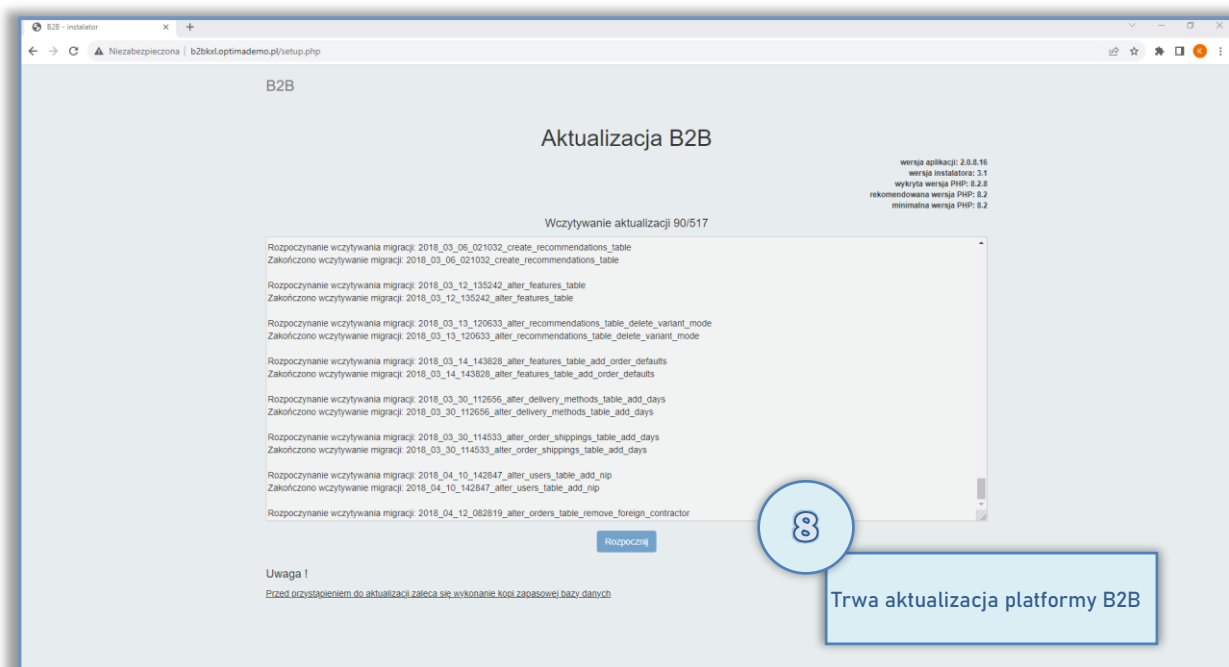 B2B - instalator
Niezabezpieczona | b2bkxl.optimademo.pl/setup.php
K
B2B
Aktualizacja B2B
wersja aplikacji: 2.0.8.16
wersja instalatora: 3.1
wykryta wersja PHP: 8.2.8
rekomendowana wersja PHP: 8.2
minimalna wersja PHP: 8.2
Wczytywanie aktualizacji 90/517
Rozpoczynanie wczytywania migracji: 2018_03_06_021032_create_recommendations_table
Zakończono wczytywanie migracji: 2018_03_06_021032_create_recommendations_table
Rozpoczynanie wczytywania migracji: 2018_03_12_135242_alter_features_table
Zakończono wczytywanie migracji: 2018_03_12_135242_alter_features_table
Rozpoczynanie wczytywania migracji: 2018_03_13_120633_alter_recommendations_table_delete_variant_mode
Zakończono wczytywanie migracji: 2018_03_13_120633_alter_recommendations_table_delete_variant_mode
Rozpoczynanie wczytywania migracji: 2018_03_14_143828_alter_features_table_add_order_defaults
Zakończono wczytywanie migracji: 2018_03_14_143828_alter_features_table_add_order_defaults
Rozpoczynanie wczytywania migracji: 2018_03_30_112656_alter_delivery_methods_table_add_days
Zakończono wczytywanie migracji: 2018_03_30_112656_alter_delivery_methods_table_add_days
Rozpoczynanie wczytywania migracji: 2018_03_30_114533_alter_order_shippings_table_add_days
Zakończono wczytywanie migracji: 2018_03_30_114533_alter_order_shippings_table_add_days
Rozpoczynanie wczytywania migracji: 2018_04_10_142847_alter_users_table_add_nip
Zakończono wczytywanie migracji: 2018_04_10_142847_alter_users_table_add_nip
Rozpoczynanie wczytywania migracji: 2018_04_12_082819_alter_orders_table_remove_foreign_contractor
Rozpocznij
8
Trwa aktualizacja platformy B2B
Uwaga !
Przed przystąpieniem do aktualizacji zaleca się wykonanie kopi zapasowej bazy danych